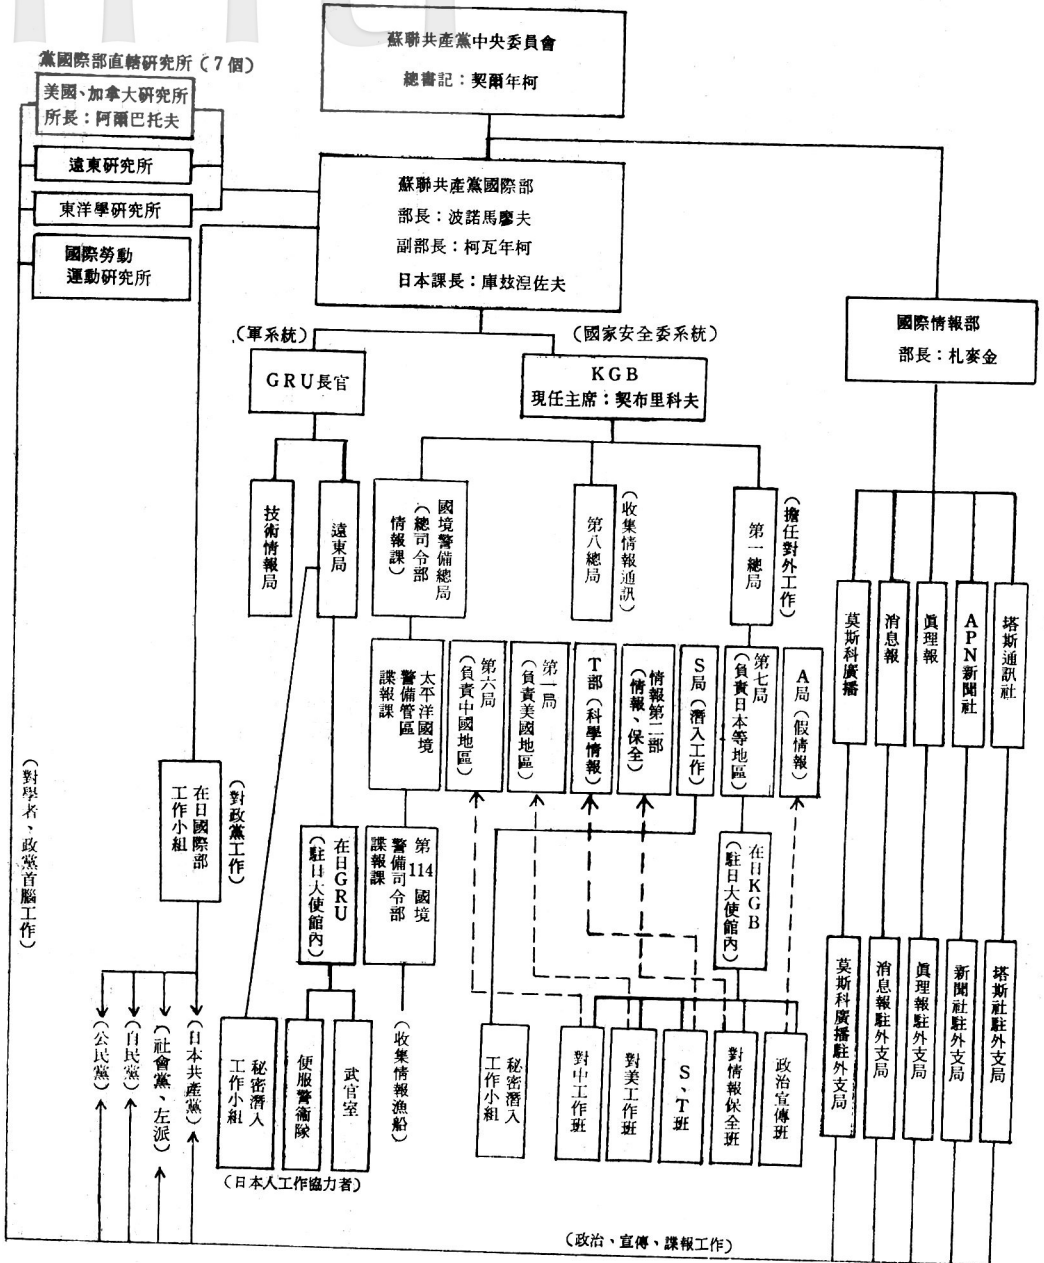 蘇聯共產黨中央委員會
總書記：契爾年柯
黨國際部直轄研究所（7個）
美國、加拿大研究所
所長：阿爾巴托夫
遠東研究所
東洋學研究所
國際勞動
運動研究所
蘇聯共產黨國際部
部長：波諾馬廖夫
副部長：柯瓦年柯
日本課長：庫玆涅佐夫
國際情報部
部長：札麥金
（軍系統）
（國家安全委系統）
GRU長官
KGB
現任主席：契布里科夫
技術情報局
遠東局
國境警備總局
（總司令部
情報課）
第八總局
（收集情報通訊）
第一總局
（擔任對外工作）
太平洋國境
警備管區
諜報課
第六局
（負責中國地區）
第一局
（負責美國地區）
T部（科學情報）
情報第二部
（情報、保全）
S局（潛入工作）
第七局
（負責日本等地區）
A局（假情報）
莫斯科廣播
消息報
眞理報
APN新聞社
塔斯通訊社
（對學者、政黨首腦工作）
在日國際部
工作小組
（對政黨工作）
在日GRU
（駐日大使館內）
第114國境
警備司令部
諜報課
在日KGB
（駐日大使館內）
（公民黨）
（自民黨）
（社會黨、左派）
（日本共產黨）
秘密潛入
工作小組
便服警衞隊
武官室
（收集情報漁船）
秘密潛入
工作小組
對中工作班
對美工作班
S、T班
對情報保全班
政治宣傳班
莫斯科廣播駐外支局
消息報駐外支局
眞理報駐外支局
新聞社駐外支局
塔斯社駐外支局
（日本人工作協力者）
（政治、宣傳、諜報工作）